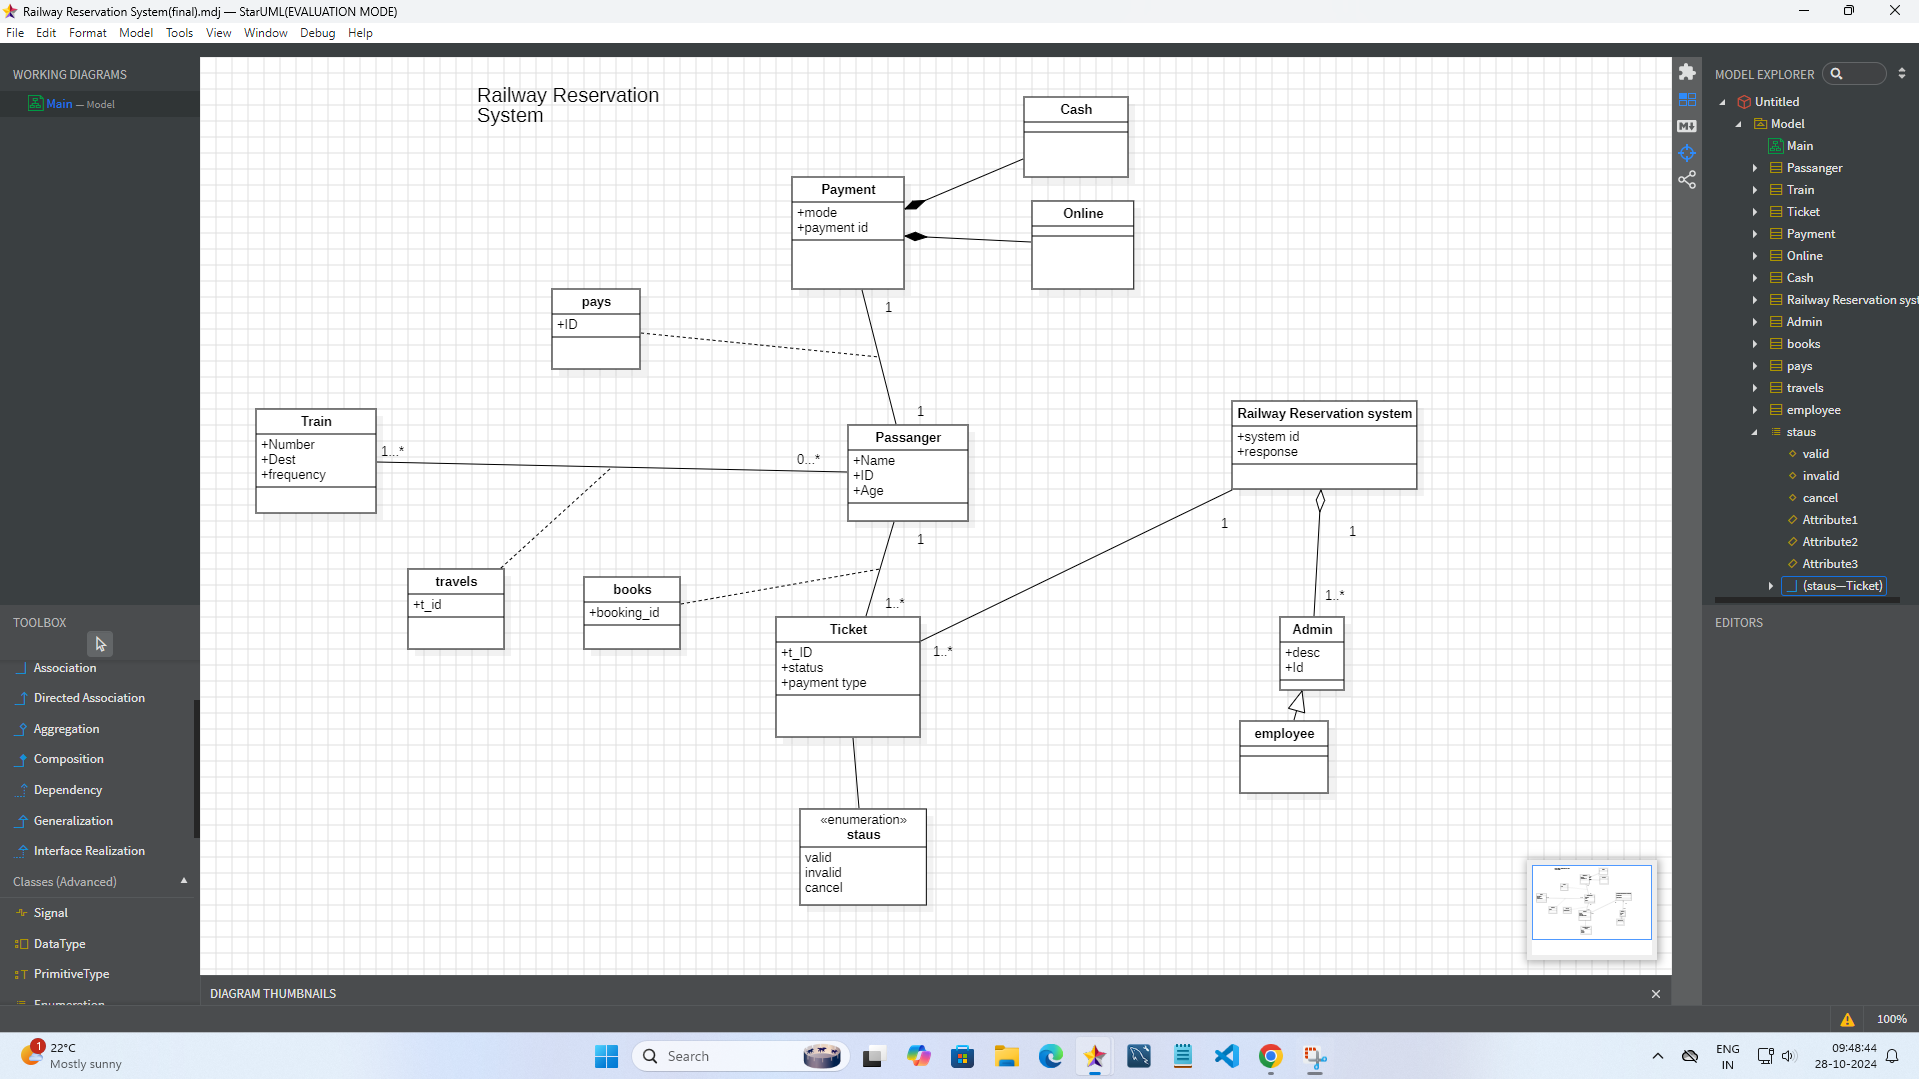 Railway Reservation System(final).mdj — StarUML(EVALUATION MODE)
File Edit Format Model Tools View Window Debug Help
WORKING DIAGRAMS
Main — Model
TOOLBOX
Association
Directed Association
Aggregation
Composition
Dependency
Generalization
Interface Realization
Classes (Advanced)
Signal
DataType
PrimitiveType
Enumeration
Railway Reservation
System
Cash
Payment
+mode
+payment id
Online
1
pays
+ID
1
Train
+Number
+Dest
+frequency
1...*
0...*
Passanger
+Name
+ID
+Age
Railway Reservation system
+system id
+response
1
1
1
travels
+t_id
books
+booking_id
1..*
1..*
Ticket
+t_ID
+status
+payment type
1..*
Admin
+desc
+Id
employee
«enumeration»
staus
valid
invalid
cancel
DIAGRAM THUMBNAILS
MODEL EXPLORER
Untitled
Model
Main
Passanger
Train
Ticket
Payment
Online
Cash
Railway Reservation syst
Admin
books
pays
travels
employee
staus
valid
invalid
cancel
Attribute1
Attribute2
Attribute3
(staus—Ticket)
EDITORS
100%
1
22°C
Mostly sunny
Search
ENG
IN
09:48:44
28-10-2024